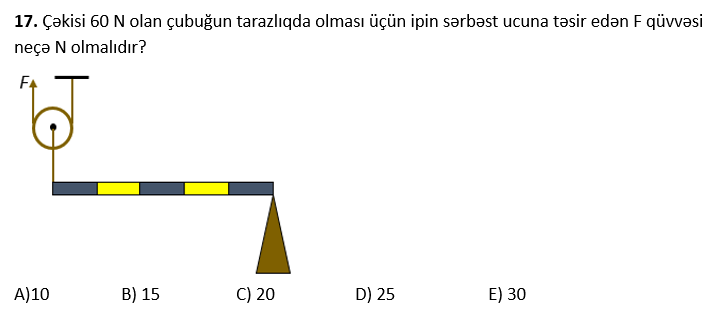 17. Çəkisi 60 N olan çubuğun tarazlıqda olması üçün ipin sərbəst ucuna təsir edən F qüvvəsi
neçə N olmalıdır?
F
A)10 B) 15 C) 20 D) 25 E) 30